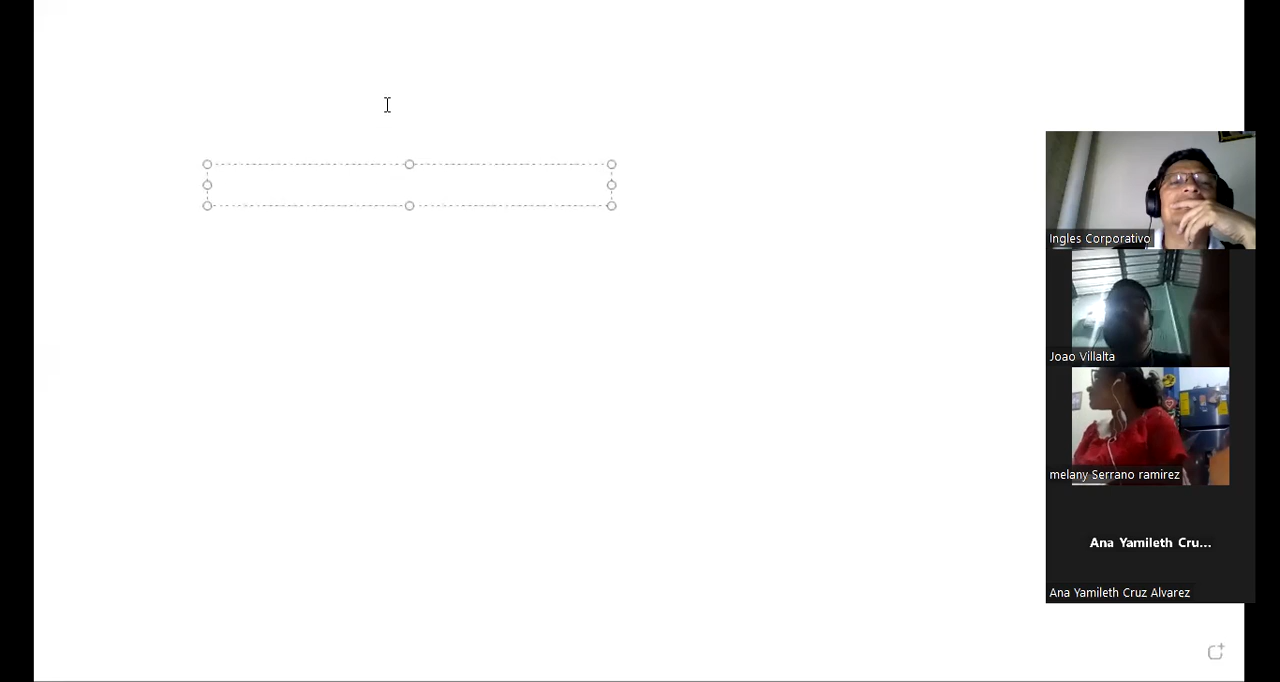 Ingles Corporativo
Joao Villalta
melany Serrano ramirez
Ana Yamileth Cru...
Ana Yamileth Cruz Alvarez